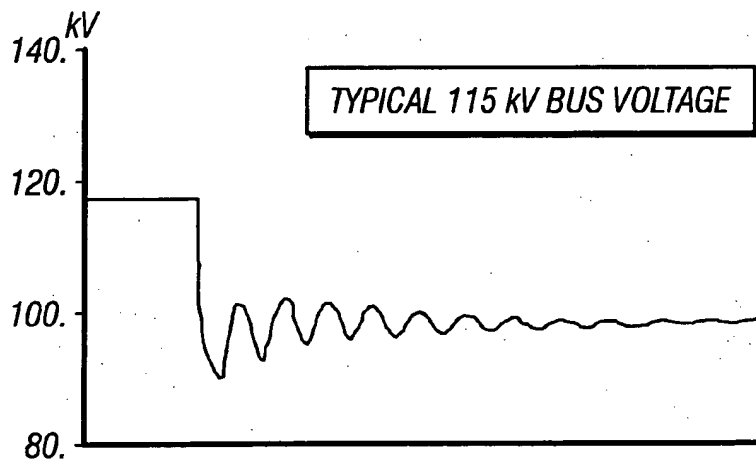 kV
140.
TYPICAL 115 kV BUS VOLTAGE
120.
100.
80.